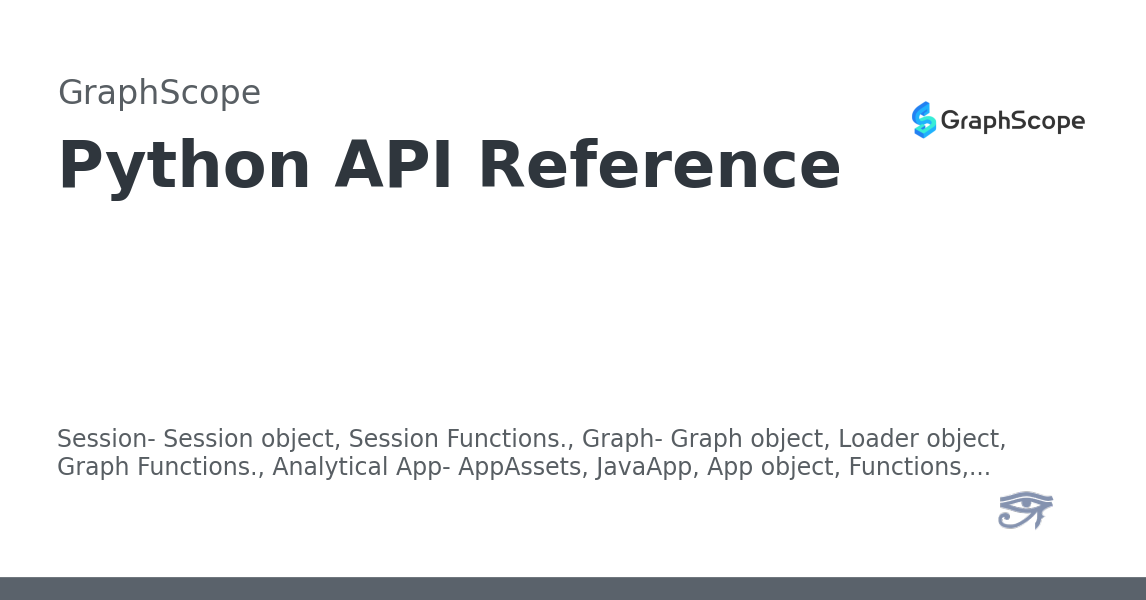 GraphScope
GraphScope
Python API Reference
Session- Session object, Session Functions., Graph- Graph object, Loader object,
Graph Functions., Analytical App- AppAssets, JavaApp, App object, Functions,...